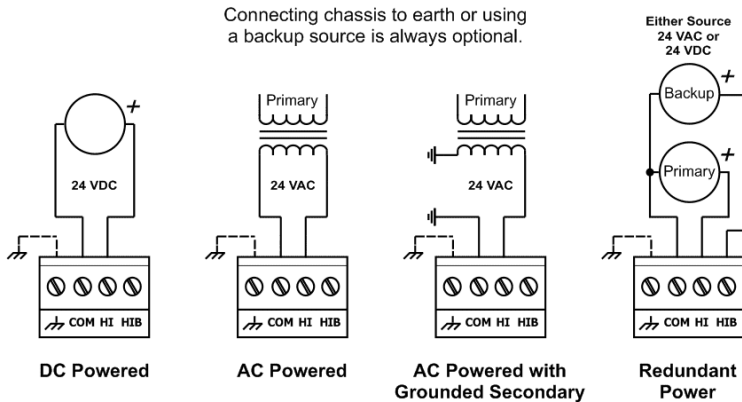 Connecting chassis to earth or using
a backup source is always optional.
Either Source
24 VAC or
24 VDC
+
24 VDC
COM HI HIB
DC Powered
Primary
24 VAC
COM HI HIB
AC Powered
Primary
24 VAC
COM HI HIB
AC Powered with
Grounded Secondary
Backup
+
Primary
+
COM HI HIB
Redundant
Power